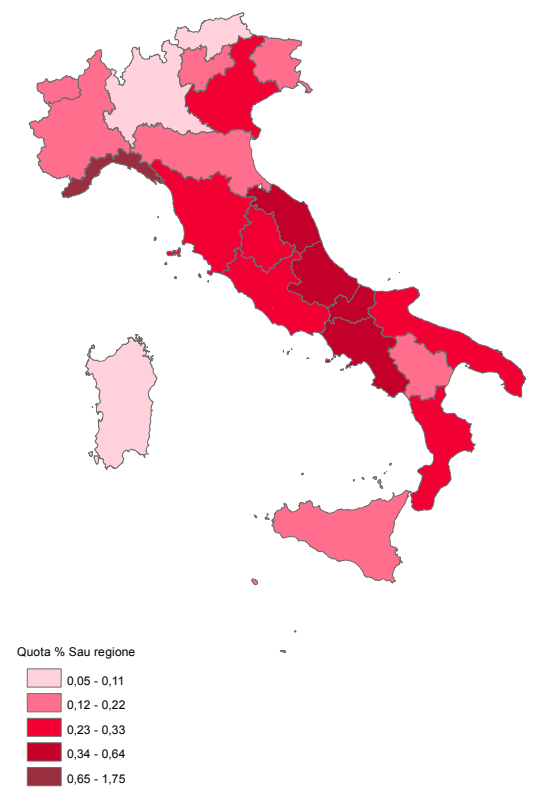 Quota % Sau regione
0,05 - 0,11
0,12 - 0,22
0,23 - 0,33
0,34 - 0,64
0,65 - 1,75